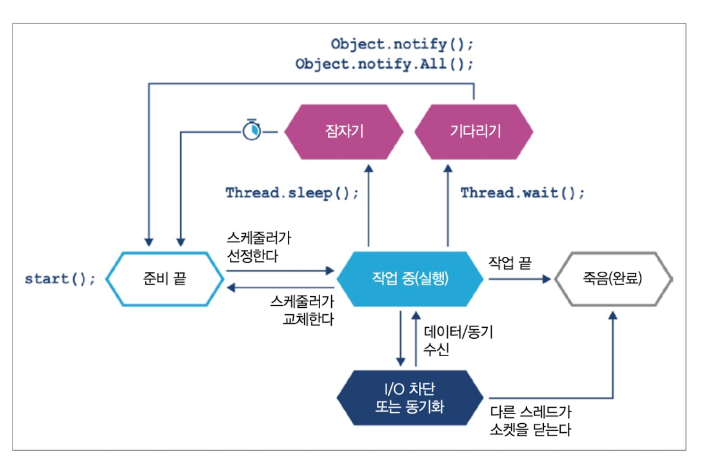 Object.notify();
Object.notify.All();
잠자기
기다리기
Thread.sleep();
Thread.wait();
스케줄러가
선정한다
start();
준비 끝
작업 중(실행)
작업 끝
죽음(완료)
스케줄러가
교체한다
데이터/동기
수신
I/O 차단
또는 동기화
다른 스레드가
소켓을 닫는다